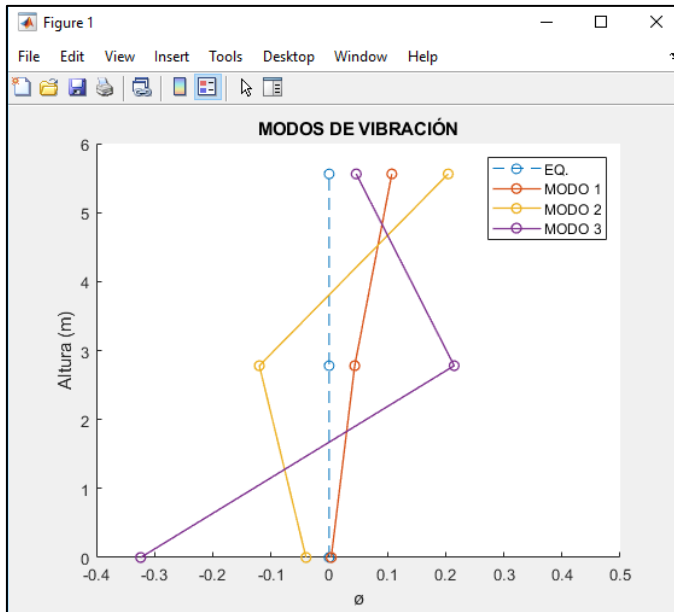 Figure 1
File Edit View Insert Tools Desktop Window Help
MODOS DE VIBRACIÓN
EQ.
MODO 1
MODO 2
MODO 3
Altura (m)
6
5
4
3
2
1
0
-0.4 -0.3 -0.2 -0.1 0 0.1 0.2 0.3 0.4 0.5
ø